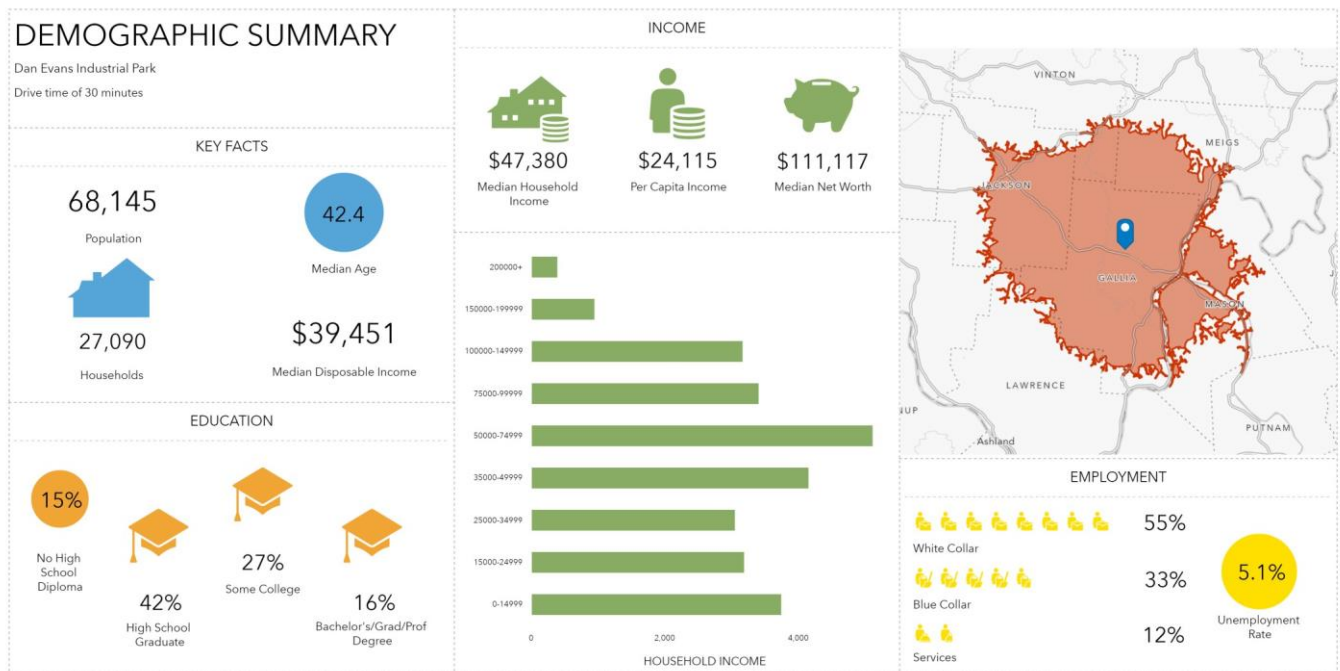 DEMOGRAPHIC SUMMARY
Dan Evans Industrial Park
Drive time of 30 minutes
KEY FACTS
68,145
Population
42.4
Median Age
27,090
Households
$39,451
Median Disposable Income
EDUCATION
15%
No High
School
Diploma
42%
High School
Graduate
27%
Some College
16%
Bachelor's/Grad/Prof
Degree
INCOME
$47,380
Median Household
Income
$24,115
Per Capita Income
$111,117
Median Net Worth
200000+
150000-199999
100000-149999
75000-99999
50000-74999
35000-49999
25000-34999
15000-24999
0-14999
0
2,000
4,000
HOUSEHOLD INCOME
VINTON
MEIGS
JACKSON
GALLIA
MASON
LAWRENCE
NUP
Ashland
PUTNAM
EMPLOYMENT
55%
White Collar
33%
Blue Collar
12%
Services
5.1%
Unemployment
Rate